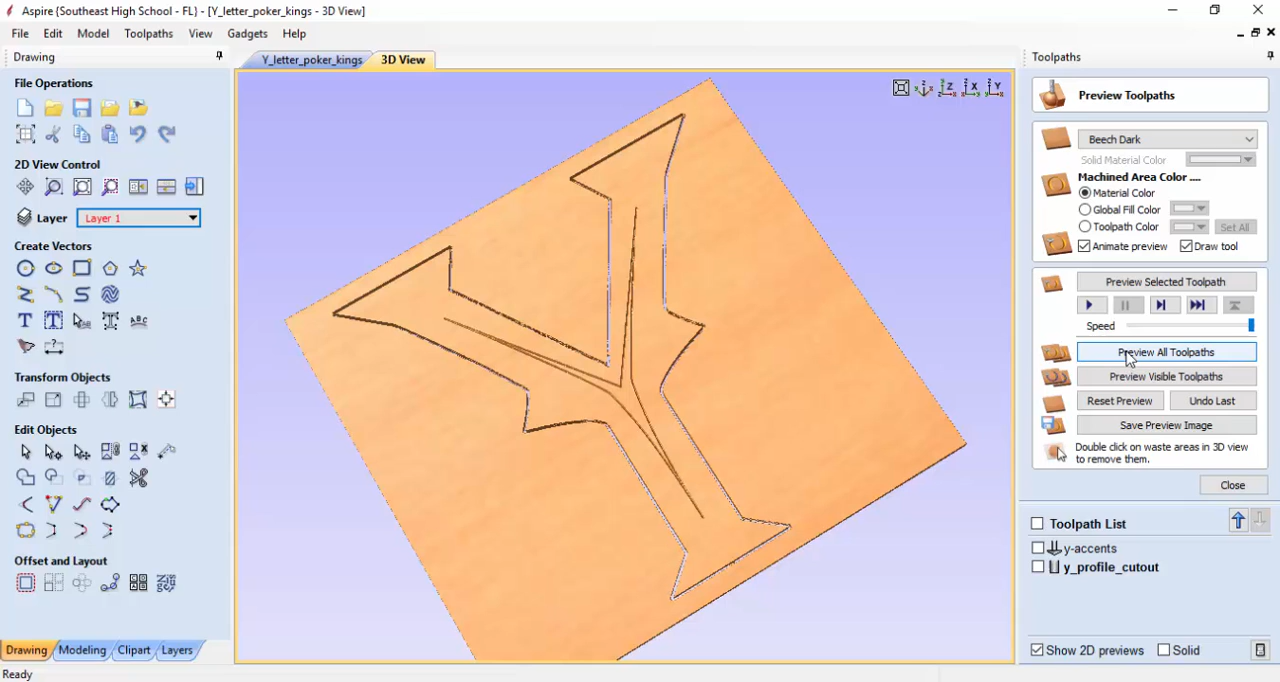 Aspire {Southeast High School - FL} - [Y_letter_poker_kings - 3D View]
File Edit Model Toolpaths View Gadgets Help
Drawing
File Operations
2D View Control
Layer Layer 1
Create Vectors
Transform Objects
Edit Objects
Offset and Layout
Drawing Modeling Clipart Layers
Ready
Y_letter_poker_kings 3D View
Toolpaths
Preview Toolpaths
Beech Dark
Solid Material Color
Machined Area Color ....
Material Color
Global Fill Color
Toolpath Color Set All
Animate preview Draw tool
Preview Selected Toolpath
Speed
Preview All Toolpaths
Preview Visible Toolpaths
Reset Preview Undo Last
Save Preview Image
Double click on waste areas in 3D view
to remove them.
Close
Toolpath List
y-accents
y_profile_cutout
Show 2D previews Solid